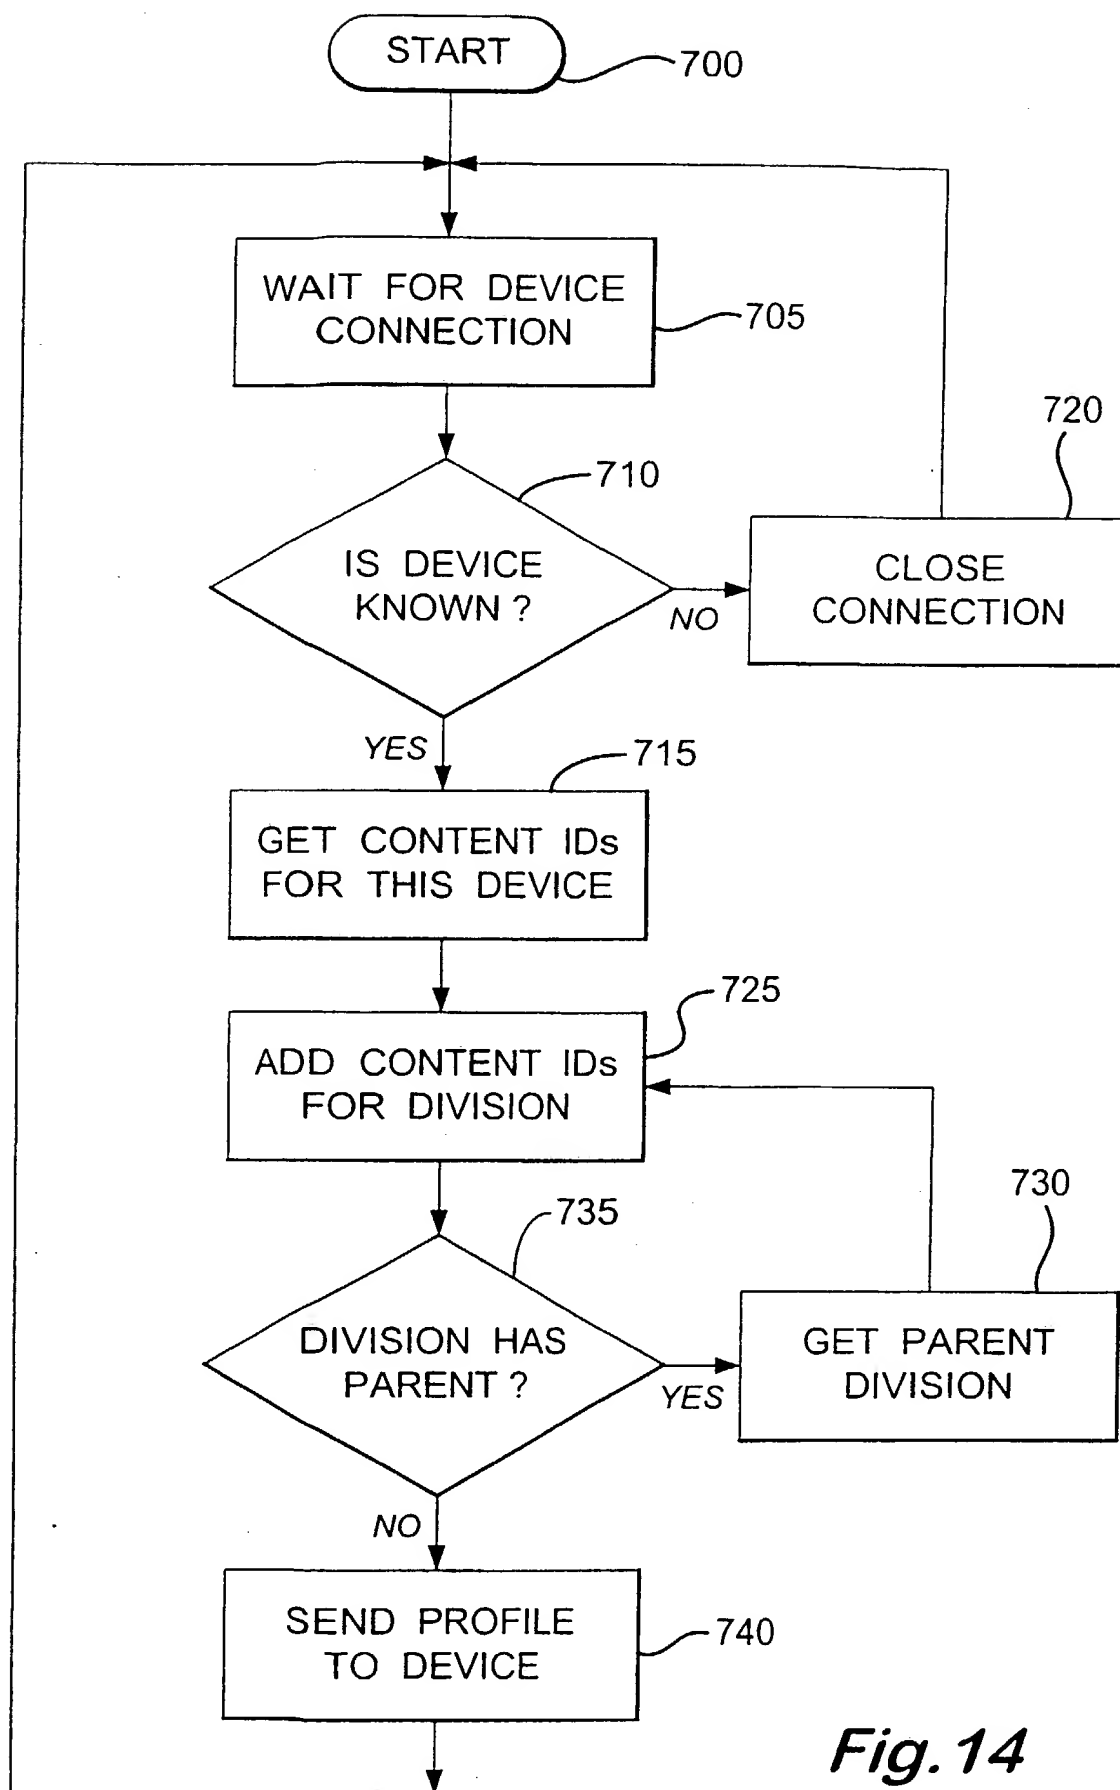 START
700
WAIT FOR DEVICE
CONNECTION
705
720
710
IS DEVICE
KNOWN ?
NO
CLOSE
CONNECTION
YES
715
GET CONTENT IDs
FOR THIS DEVICE
725
ADD CONTENT IDs
FOR DIVISION
730
735
DIVISION HAS
PARENT ?
YES
GET PARENT
DIVISION
NO
SEND PROFILE
TO DEVICE
740
Fig. 14